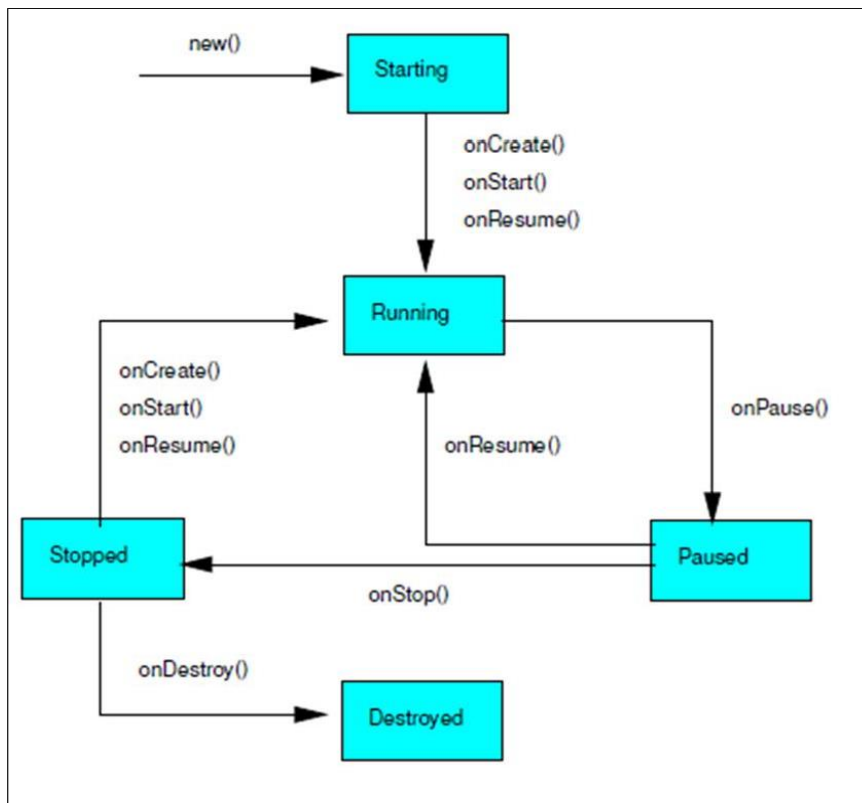 new()
Starting
onCreate()
onStart()
onResume()
Running
onCreate()
onStart()
onResume()
onResume()
onPause()
Stopped
Paused
onStop()
onDestroy()
Destroyed